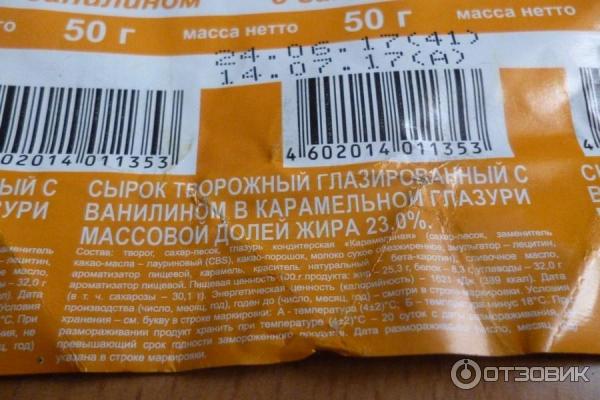 ванилином
50 г масса нетто 50 г масса нетто
24.06.17(41)
14.07.17(А)
602014 011353
4 602014 011353
ЫЙ С
АЗУРИ
СЫРОК ТВОРОЖНЫЙ ГЛАЗИРОВАННЫЙ С
ВАНИЛИНОМ В КАРАМЕЛЬНОЙ ГЛАЗУРИ
МАССОВОЙ ДОЛЕЙ ЖИРА 23,0%.
Состав: творог, сахар-песок, глазурь кондитерская «Карамельная» (сахар-песок, заменитель
какао-масла - лауриновый (CBS), какао-порошок, молоко сухое обезжиренное, эмульгатор - лецитин,
ароматизатор пищевой, карамель, краситель натуральный бета-каротин), сливочное масло,
ароматизатор пищевой. Пищевая ценность 100 г продукта: жир - 25,3 г, белок - 8,3 г, углеводы - 32,0 г
(в т. ч. сахарозы - 30,1 г). Энергетическая ценность (калорийность) - 1631 Дж (389 ккал). Дата
производства (число, месяц, год), годен до (число, месяц, год) - смотри в строке маркировки. Условия
хранения - см. букву в строке маркировки: А - температура (4±2)°С, Б - температура минус 18°С. При
размораживании продукт хранить при температуре (4±2)°С - 20 суток с даты размораживания, не
превышающий срок годности замороженного продукта. Дата размораживания (число, месяц, год)
указана в строке маркировки.
ОТЗОВИК